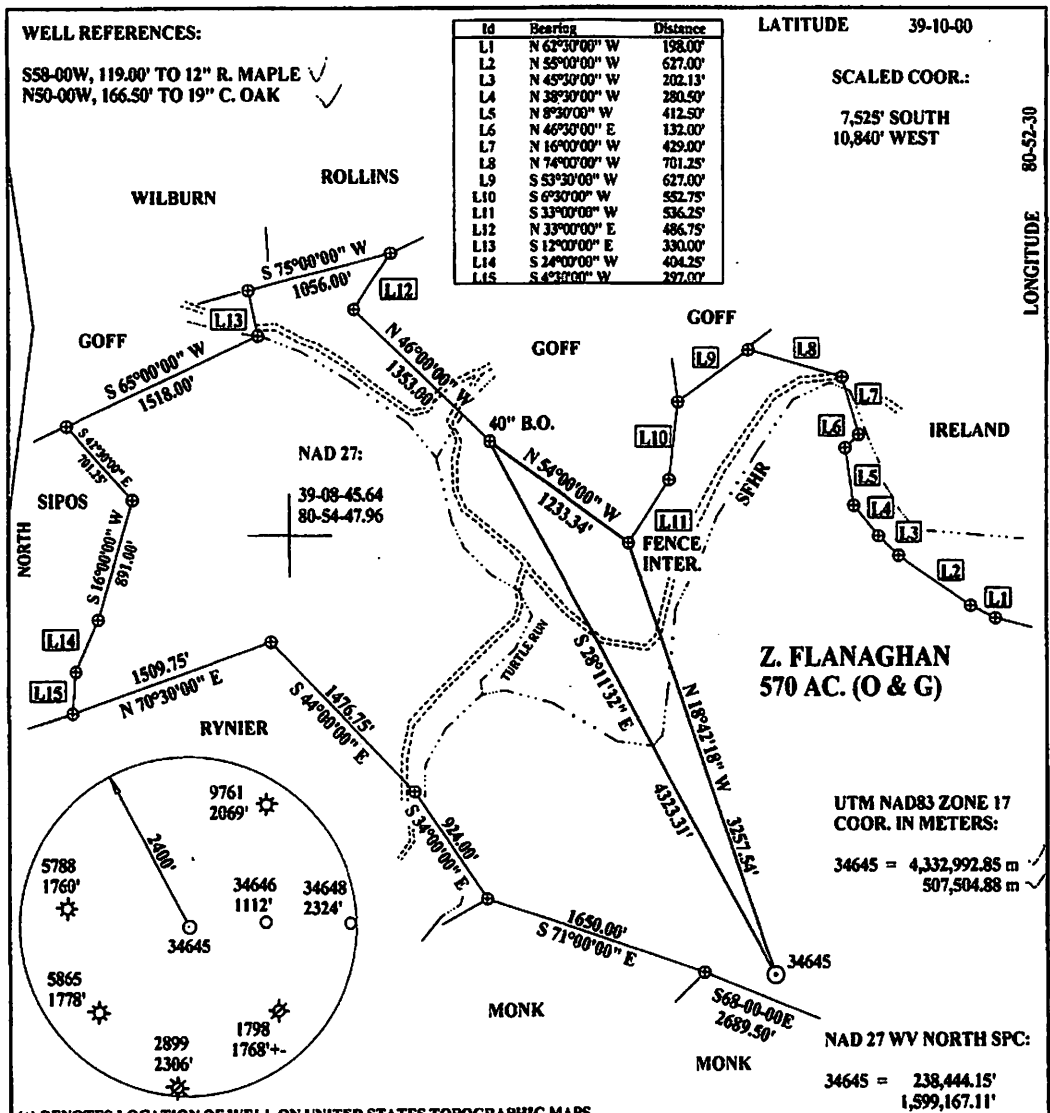 WELL REFERENCES:
S58-00W, 119.00' TO 12" R. MAPLE
N50-00W, 166.50' TO 19" C. OAK
Id Bearing Distance
L1 N 62°30'00" W 198.00'
L2 N 55°00'00" W 627.00'
L3 N 45°30'00" W 202.13'
L4 N 38°30'00" W 280.50'
L5 N 8°30'00" W 412.50'
L6 N 46°30'00" E 132.00'
L7 N 16°00'00" W 429.00'
L8 N 74°00'00" W 701.25'
L9 S 53°30'00" W 627.00'
L10 S 6°30'00" W 552.75'
L11 S 33°00'00" W 536.25'
L12 N 33°00'00" E 486.75'
L13 S 12°00'00" E 330.00'
L14 S 24°00'00" W 404.25'
L15 S 4°30'00" W 297.00'
LATITUDE 39-10-00
SCALED COOR.:
7,525' SOUTH
10,840' WEST
LONGITUDE 80-52-30
WILBURN
ROLLINS
S 75°00'00" W
1056.00'
L12
L13
GOFF
GOFF
GOFF
L9
L8
L7
L6
L10
L5
IRELAND
S 65°00'00" W
1518.00'
N 46°00'00" W
1353.00'
40" B.O.
N 54°00'00" W
1233.34'
SFHR
L11
FENCE
INTER.
L4
L3
L2
L1
NAD 27:
39-08-45.64
80-54-47.96
701.25'
SIPOS
NORTH
S 16°00'00" W
891.00'
L14
L15
1509.75'
N 70°30'00" E
RYNIER
1476.75'
S 44°00'00" E
TURTLE RUN
S 28°11'32" E
4323.31'
N 18°42'18" W
3257.54'
Z. FLANAGHAN
570 AC. (O & G)
924.00'
S 34°00'00" E
UTM NAD83 ZONE 17
COOR. IN METERS:
34645 = 4,332,992.85 m
507,504.88 m
1650.00'
S 71°00'00" E
34645
S68-00-00E
2689.50'
MONK
MONK
NAD 27 WV NORTH SPC:
34645 = 238,444.15'
1,599,167.11'
2400'
9761
2069'
5788
1760'
34646
1112'
34648
2324'
34645
5865
1778'
1798
1768'+-
2899
2306'
DENOTES LOCATION OF WELL ON UNITED STATES TOPOGRAPHIC MAPS